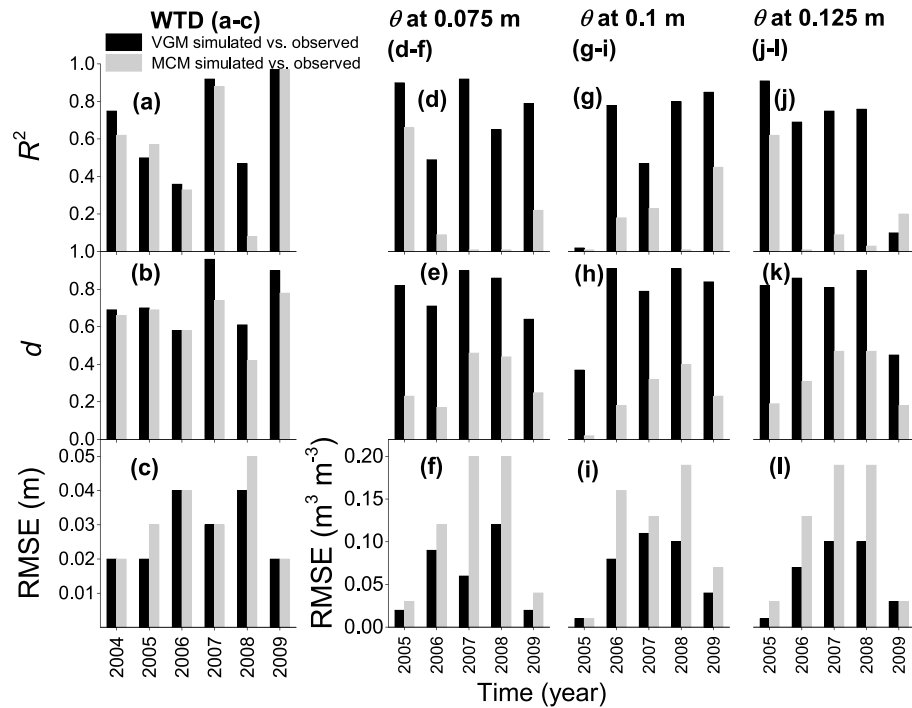 WTD (a-c)
θ at 0.075 m
θ at 0.1 m
θ at 0.125 m
VGM simulated vs. observed
MCM simulated vs. observed
(d-f)
(g-i)
(j-l)
1.0
0.8
0.6
0.4
0.2
R²
(a)
(d)
(g)
(j)
1.0
0.8
0.6
0.4
0.2
0.0
d
(b)
(e)
(h)
(k)
0.05
0.04
0.03
0.02
0.01
RMSE (m)
(c)
0.20
0.15
0.10
0.05
0.00
RMSE (m³ m⁻³)
(f)
(i)
(l)
2004 2005 2006 2007 2008 2009
2005 2006 2007 2008 2009
2005 2006 2007 2008 2009
2005 2006 2007 2008 2009
Time (year)